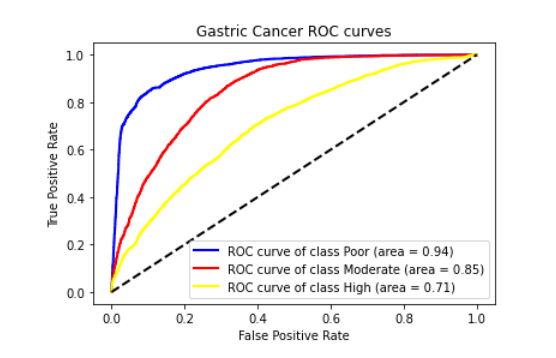 Gastric Cancer ROC curves
1.0
0.8
0.6
0.4
0.2
0.0
True Positive Rate
ROC curve of class Poor (area = 0.94)
ROC curve of class Moderate (area = 0.85)
ROC curve of class High (area = 0.71)
0.0 0.2 0.4 0.6 0.8 1.0
False Positive Rate